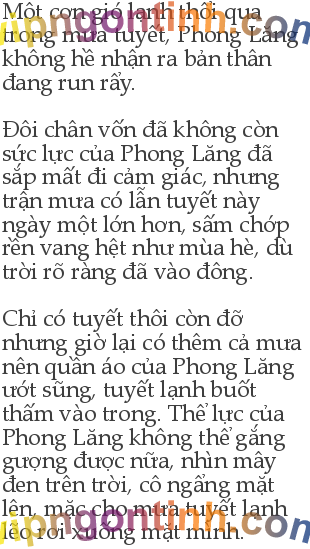 Một cơn gió lạnh thổi qua
trong mưa tuyết, Phong Lăng
không hề nhận ra bản thân
đang run rẩy.
Đôi chân vốn đã không còn
sức lực của Phong Lăng đã
sắp mất đi cảm giác, nhưng
trận mưa có lẫn tuyết này
ngày một lớn hơn, sấm chớp
rền vang hệt như mùa hè, dù
trời rõ ràng đã vào đông.
Chỉ có tuyết thôi còn đỡ
nhưng giờ lại có thêm cả mưa
nên quần áo của Phong Lăng
ướt sũng, tuyết lạnh buốt
thấm vào trong. Thể lực của
Phong Lăng không thể gắng
gượng được nữa, nhìn mây
đen trên trời, cô ngẩng mặt
lên, mặc cho mưa tuyết lạnh
lẽo rơi xuống mặt mình.